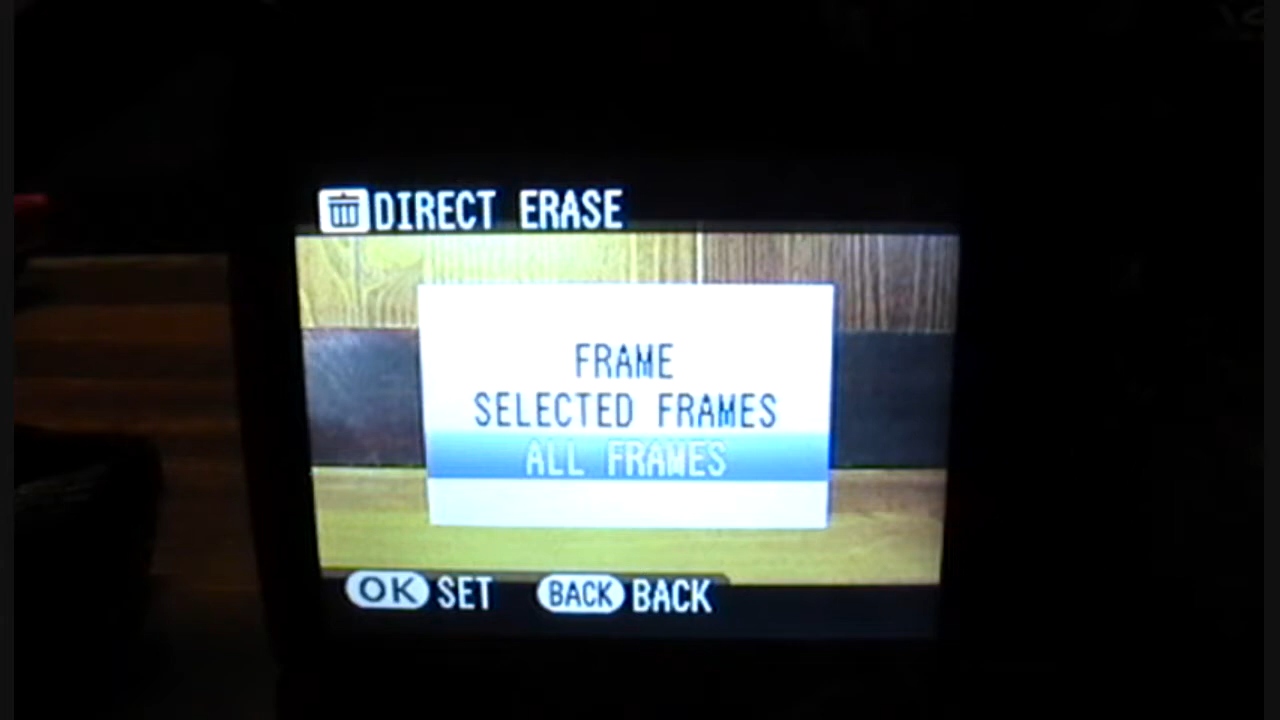 DIRECT ERASE
FRAME
SELECTED FRAMES
ALL FRAMES
OK SET BACK BACK